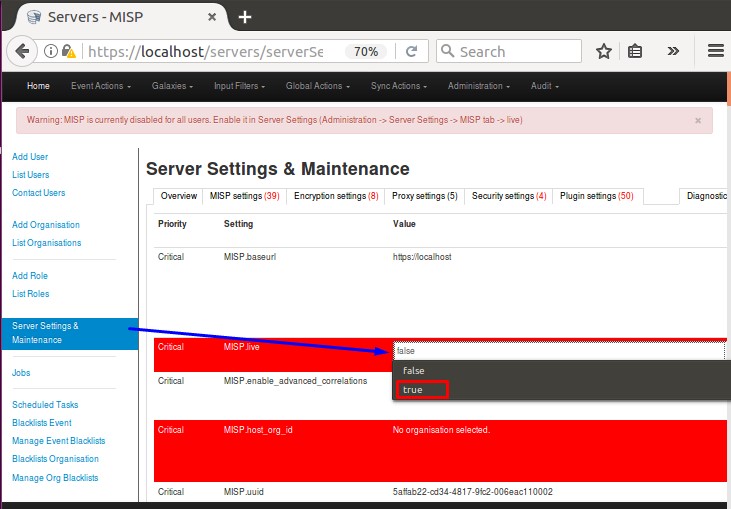 Servers - MISP
https://localhost/servers/serverSe
70%
Search
Home Event Actions Galaxies Input Filters Global Actions Sync Actions Administration Audit
Warning: MISP is currently disabled for all users. Enable it in Server Settings (Administration -> Server Settings -> MISP tab -> live)
Add User
List Users
Contact Users
Add Organisation
List Organisations
Add Role
List Roles
Server Settings &
Maintenance
Jobs
Scheduled Tasks
Blacklists Event
Manage Event Blacklists
Blacklists Organisation
Manage Org Blacklists
Server Settings & Maintenance
Overview MISP settings (39) Encryption settings (8) Proxy settings (5) Security settings (4) Plugin settings (50) Diagnostic
Priority Setting Value
Critical MISP.baseurl https://localhost
Critical MISP.live false
false
true
Critical MISP.enable_advanced_correlations
Critical MISP.host_org_id No organisation selected.
Critical MISP.uuid 5affab22-cd34-4817-9fc2-006eac110002